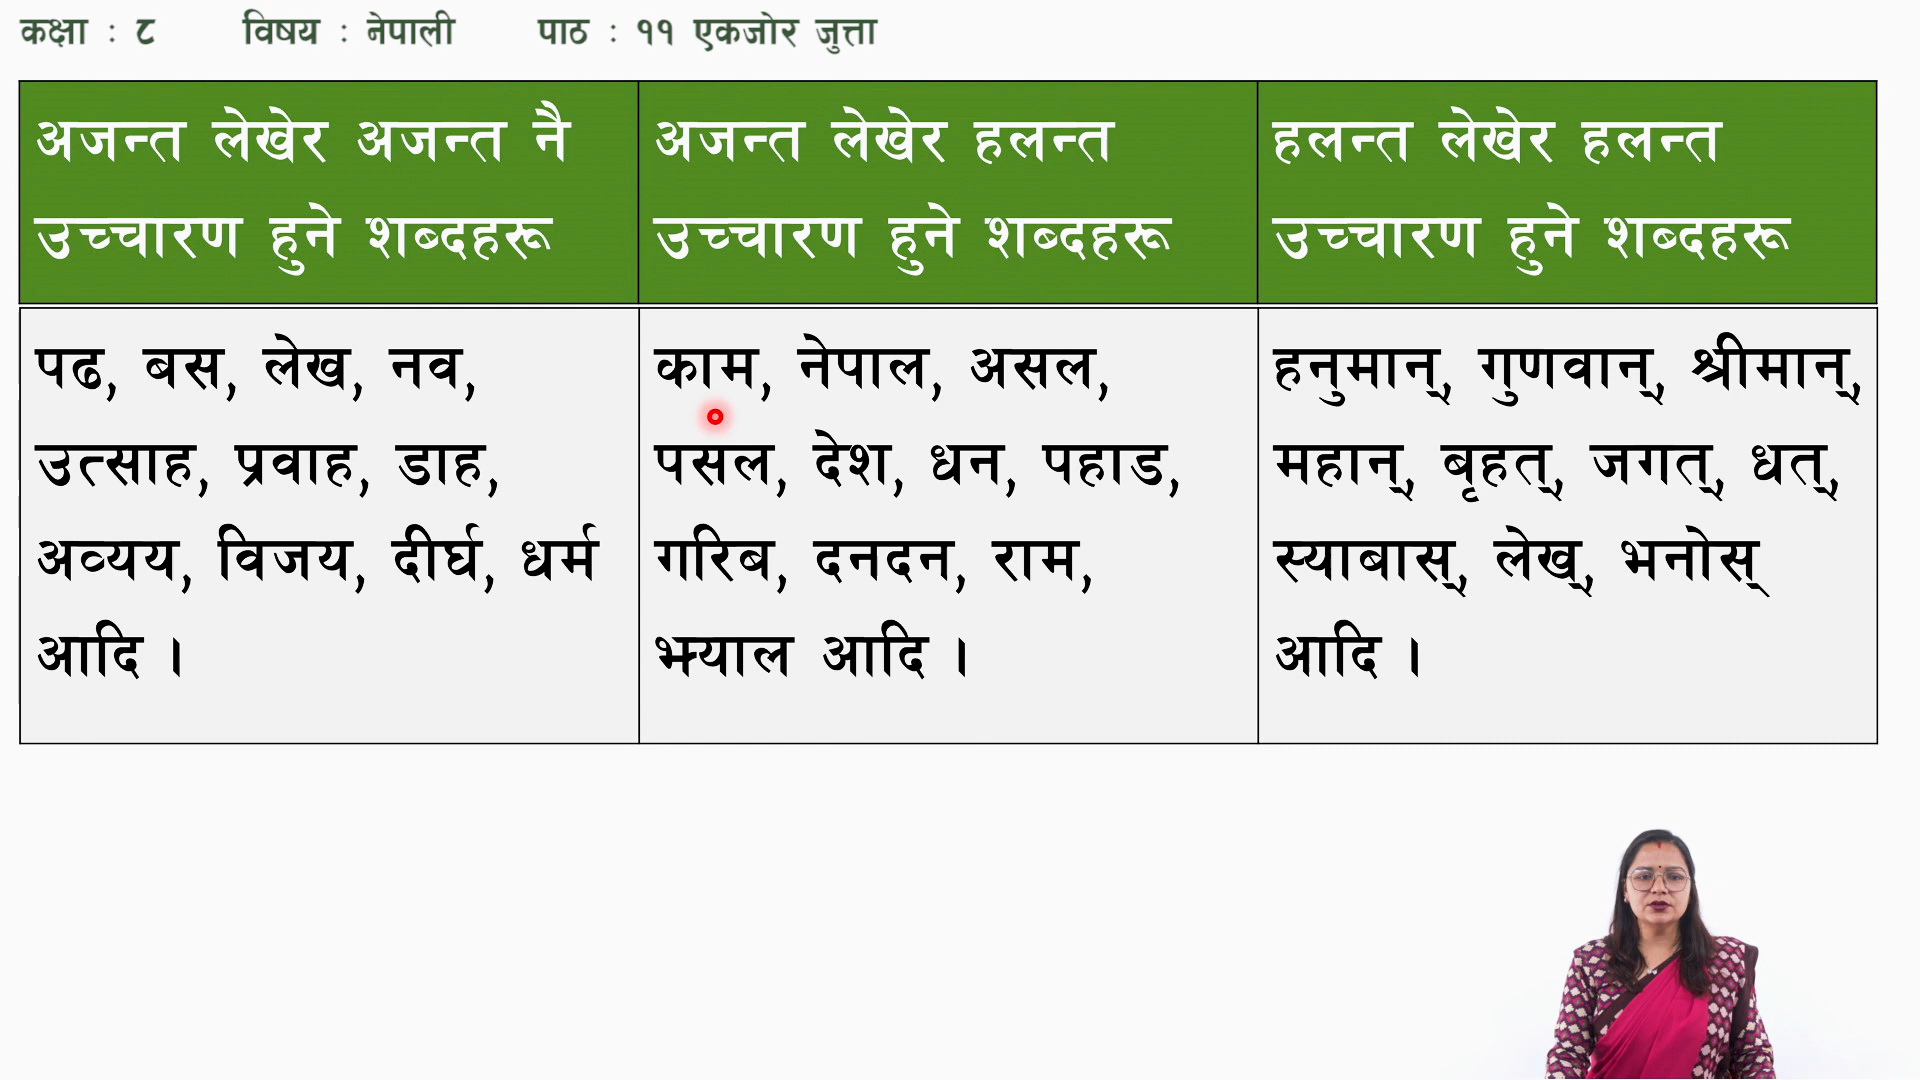 कक्षा : ८ विषय : नेपाली पाठ : ११ एकजोर जुत्ता
अजन्त लेखेर अजन्त नै
उच्चारण हुने शब्दहरू
अजन्त लेखेर हलन्त
उच्चारण हुने शब्दहरू
हलन्त लेखेर हलन्त
उच्चारण हुने शब्दहरू
पढ, बस, लेख, नव,
उत्साह, प्रवाह, डाह,
अव्यय, विजय, दीर्घ, धर्म
आदि ।
काम, नेपाल, असल,
पसल, देश, धन, पहाड,
गरिब, दनदन, राम,
झ्याल आदि ।
हनुमान्, गुणवान्, श्रीमान्,
महान्, बृहत्, जगत्, धत्,
स्याबास्, लेख्, भनोस्
आदि ।